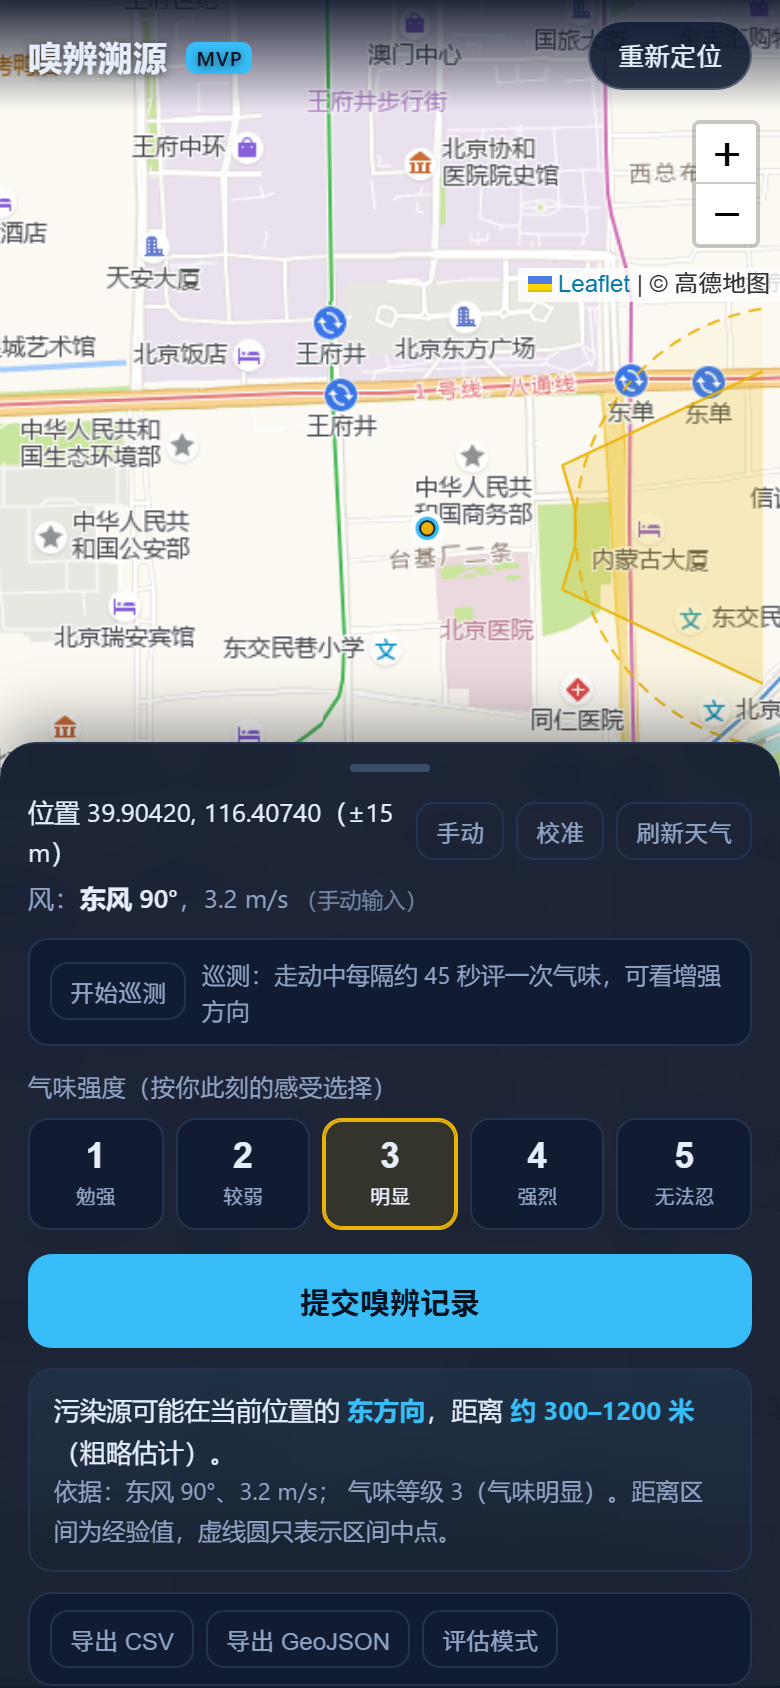 嗅辨溯源 MVP
重新定位
澳门中心
国旅大
王府井步行街
王府中环
北京协和
医院院史馆
西总布
酒店
天安大厦
+
−
Leaflet | © 高德地图
城艺术馆
北京饭店
王府井
北京东方广场
1号线 八通线
王府井
东单
东单
中华人民共和
国生态环境部
中华人民共
和国商务部
信
中华人民共
和国公安部
台基厂二条
内蒙古大厦
北京瑞安宾馆
东交民巷小学
北京医院
东交民
同仁医院
北京
位置 39.90420, 116.40740（±15
m）
手动
校准
刷新天气
风：东风 90°，3.2 m/s （手动输入）
开始巡测
巡测：走动中每隔约 45 秒评一次气味，可看增强
方向
气味强度（按你此刻的感受选择）
1 2 3 4 5
勉强 较弱 明显 强烈 无法忍
提交嗅辨记录
污染源可能在当前位置的 东方向，距离 约 300–1200 米
（粗略估计）。
依据：东风 90°、3.2 m/s； 气味等级 3（气味明显）。距离区
间为经验值，虚线圆只表示区间中点。
导出 CSV
导出 GeoJSON
评估模式